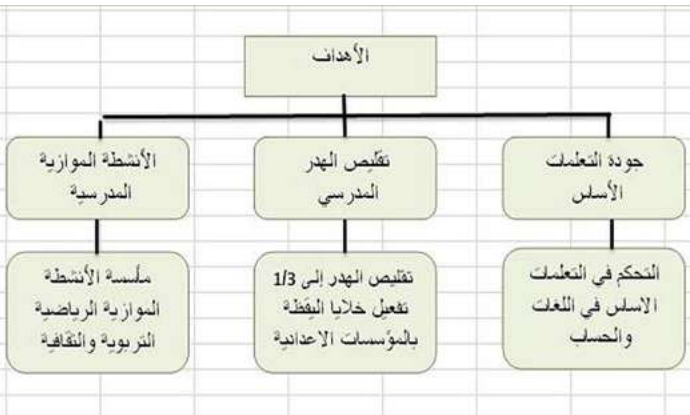 الأهداف
جودة التعلمات
الأساس
تقليص الهدر
المدرسي
الأنشطة الموازية
المدرسية
التحكم في التعلمات
الاساس في اللغات
والحساب
تقليص الهدر إلى 1/3
تفعيل خلايا اليقظة
بالمؤسسات الاعدادية
مأسسة الأنشطة
الموازية الرياضية
التربوية والثقافية